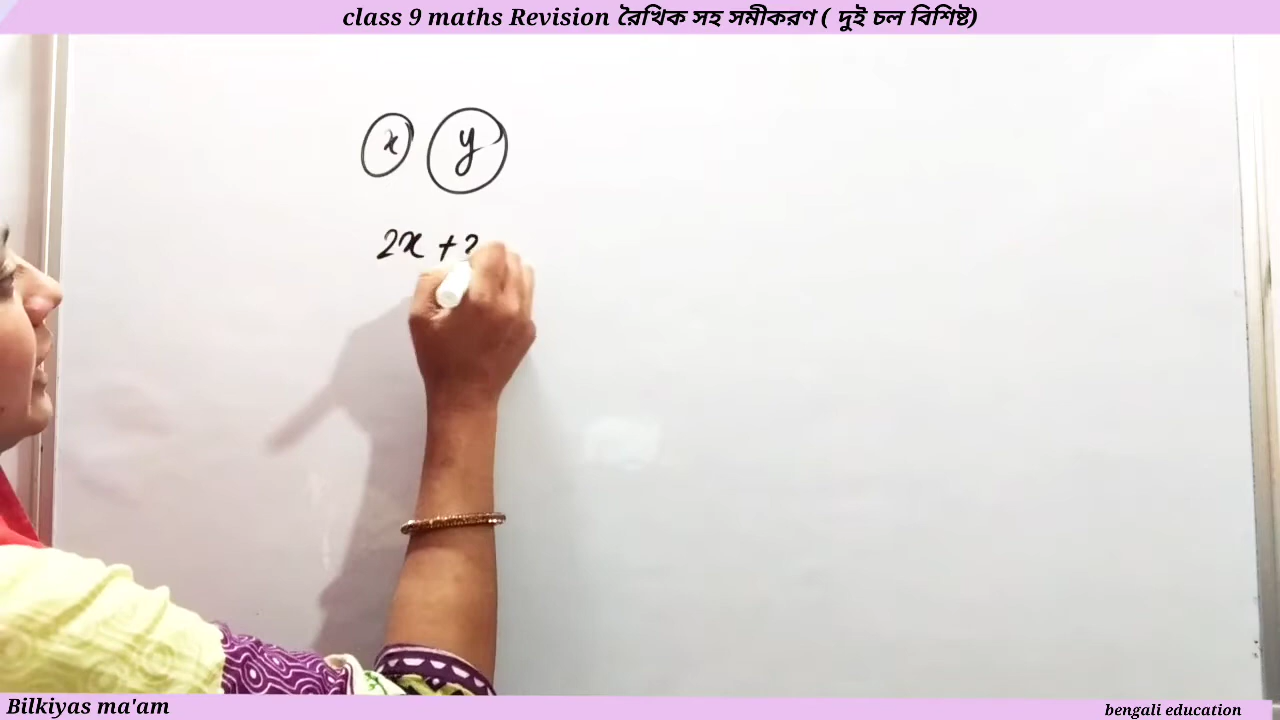 class 9 maths Revision রৈখিক সহ সমীকরণ ( দুই চল বিশিষ্ট)
x y
2x +
Bilkiyas ma'am
bengali education